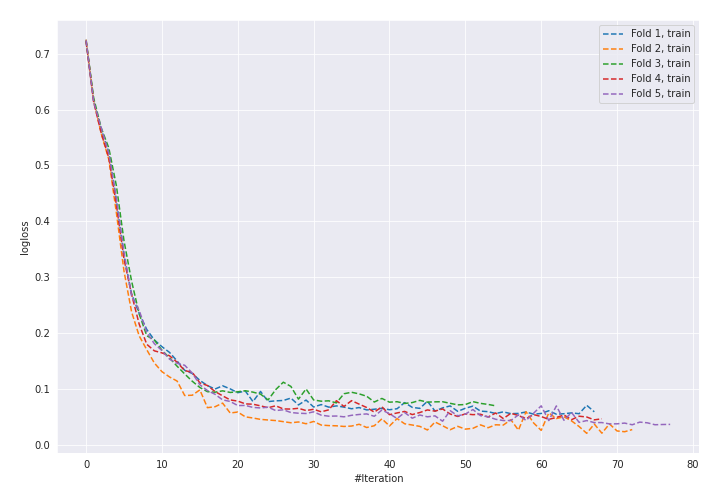 Fold 1, train
Fold 2, train
Fold 3, train
Fold 4, train
Fold 5, train
logloss
0.7
0.6
0.5
0.4
0.3
0.2
0.1
0.0
0 10 20 30 40 50 60 70 80
#Iteration